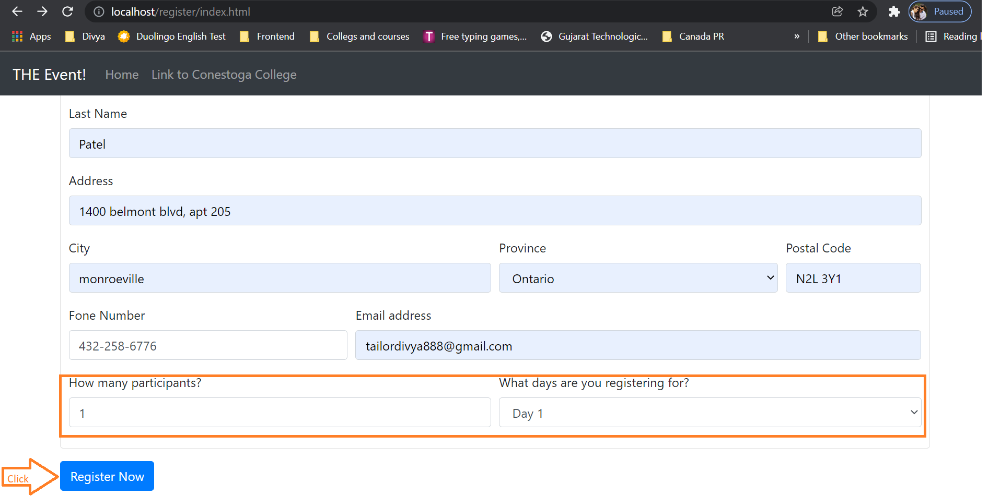 localhost/register/index.html
Paused
Apps Divya Duolingo English Test Frontend Collegs and courses Free typing games,... Gujarat Technologic... Canada PR » Other bookmarks Reading
THE Event! Home Link to Conestoga College
Last Name
Patel
Address
1400 belmont blvd, apt 205
City Province Postal Code
monroeville Ontario N2L 3Y1
Fone Number Email address
432-258-6776 tailordivya888@gmail.com
How many participants? What days are you registering for?
1 Day 1
Click Register Now